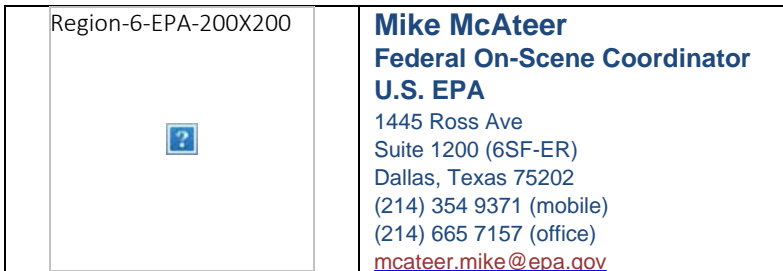 Region-6-EPA-200X200
Mike McAteer
Federal On-Scene Coordinator
U.S. EPA
1445 Ross Ave
Suite 1200 (6SF-ER)
Dallas, Texas 75202
(214) 354 9371 (mobile)
(214) 665 7157 (office)
mcateer.mike@epa.gov